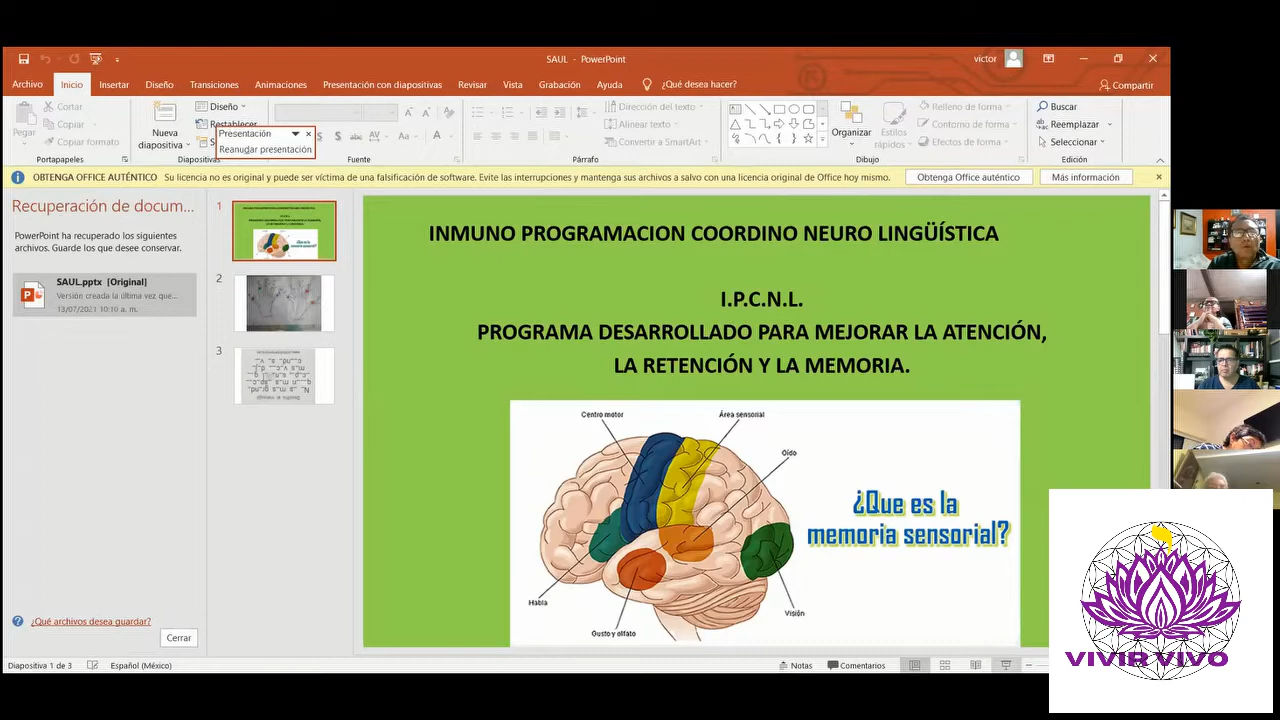 SAUL - PowerPoint
victor
Archivo
Inicio
Insertar
Diseño
Transiciones
Animaciones
Presentación con diapositivas
Revisar
Vista
Grabación
Ayuda
¿Qué desea hacer?
Compartir
Pegar
Cortar
Copiar
Copiar formato
Portapapeles
Nueva
diapositiva
Diseño
Restablecer
Diapositivas
Presentación
Reanudar presentación
Fuente
Dirección del texto
Alinear texto
Convertir a SmartArt
Párrafo
Organizar
Estilos
Relleno de forma
Contorno de forma
Efectos de forma
Dibujo
Buscar
Reemplazar
Seleccionar
Edición
OBTENGA OFFICE AUTÉNTICO Su licencia no es original y puede ser víctima de una falsificación de software. Evite las interrupciones y mantenga sus archivos a salvo con una licencia original de Office hoy mismo.
Obtenga Office auténtico
Más información
Recuperación de docum...
PowerPoint ha recuperado los siguientes
archivos. Guarde los que desee conservar.
SAUL.pptx [Original]
Versión creada la última vez que...
13/07/2021 10:10 a. m.
¿Qué archivos desea guardar?
Cerrar
1
2
3
INMUNO PROGRAMACION COORDINO NEURO LINGÜÍSTICA
I.P.C.N.L.
PROGRAMA DESARROLLADO PARA MEJORAR LA ATENCIÓN,
LA RETENCIÓN Y LA MEMORIA.
Centro motor
Área sensorial
Oído
¿Que es la
memoria sensorial?
Habla
Visión
Gusto y olfato
Diapositiva 1 de 3
Español (México)
Notas
Comentarios
VIVIR VIVO